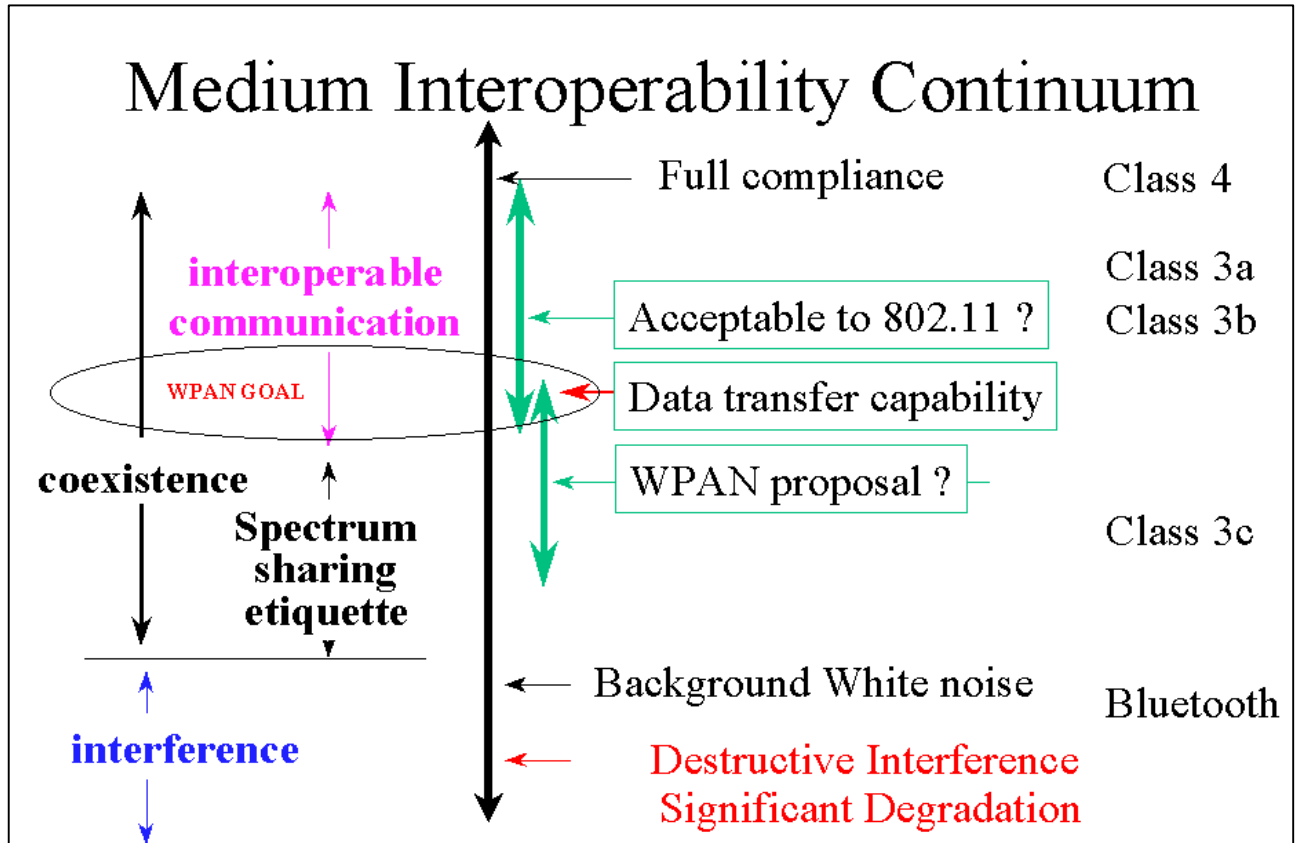 Medium Interoperability Continuum
Full compliance
Class 4
interoperable
communication
Class 3a
Acceptable to 802.11 ?
Class 3b
WPAN GOAL
Data transfer capability
coexistence
WPAN proposal ?
Spectrum
sharing
etiquette
Class 3c
Background White noise
Bluetooth
interference
Destructive Interference
Significant Degradation